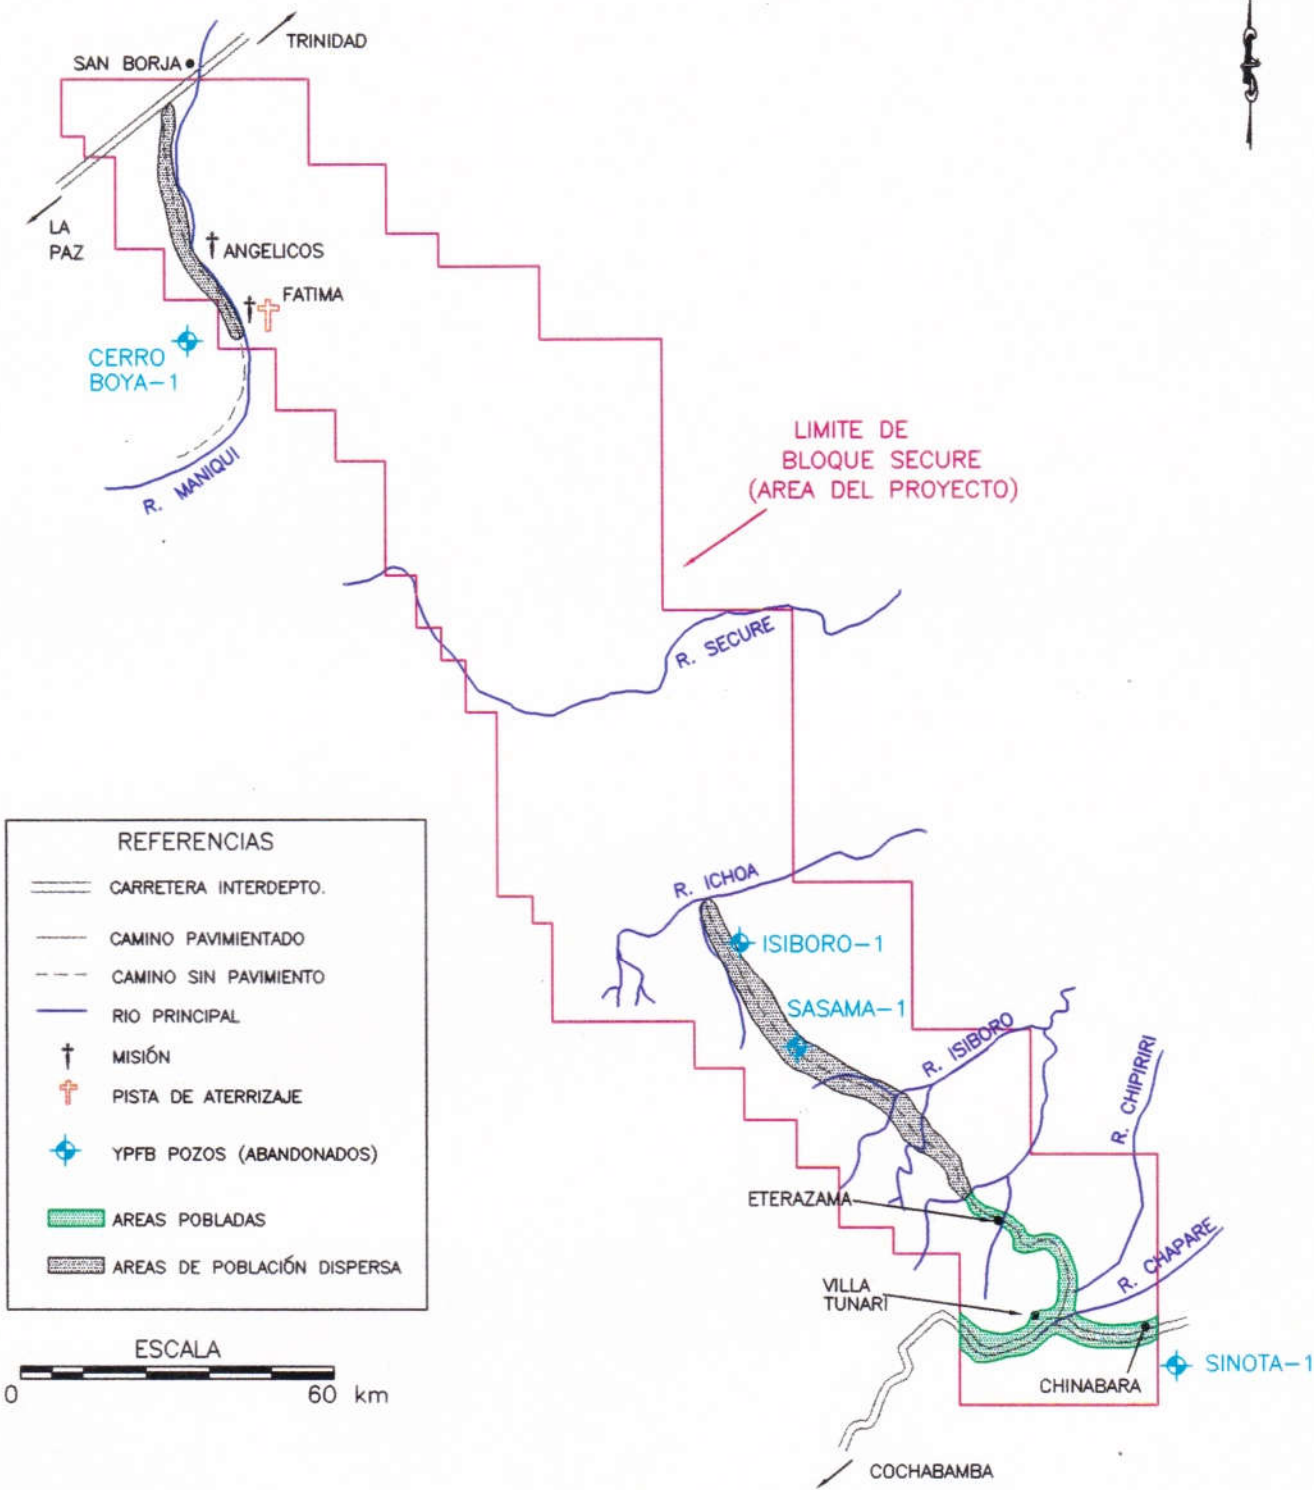 TRINIDAD
SAN BORJA
LA
PAZ
ANGELICOS
FATIMA
CERRO
BOYA-1
R. MANIQUI
LIMITE DE
BLOQUE SECURE
(AREA DEL PROYECTO)
R. SECURE
R. ICHOA
ISIBORO-1
SASAMA-1
R. ISIBORO
R. CHIPIRIRI
ETERAZAMA
R. CHAPARE
VILLA
TUNARI
CHINABARA
SINOTA-1
COCHABAMBA
REFERENCIAS
CARRETERA INTERDEPTO.
CAMINO PAVIMIENTADO
CAMINO SIN PAVIMIENTO
RIO PRINCIPAL
MISIÓN
PISTA DE ATERRIZAJE
YPFB POZOS (ABANDONADOS)
AREAS POBLADAS
AREAS DE POBLACIÓN DISPERSA
ESCALA
0 60 km